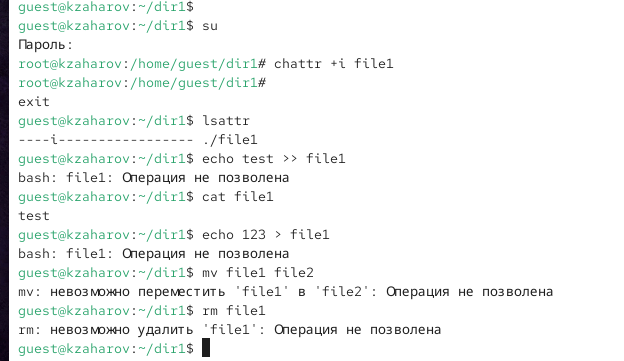 guest@kzaharov:~/dir1$
guest@kzaharov:~/dir1$ su
Пароль:
root@kzaharov:/home/guest/dir1# chattr +i file1
root@kzaharov:/home/guest/dir1#
exit
guest@kzaharov:~/dir1$ lsattr
----i----------------- ./file1
guest@kzaharov:~/dir1$ echo test >> file1
bash: file1: Операция не позволена
guest@kzaharov:~/dir1$ cat file1
test
guest@kzaharov:~/dir1$ echo 123 > file1
bash: file1: Операция не позволена
guest@kzaharov:~/dir1$ mv file1 file2
mv: невозможно переместить 'file1' в 'file2': Операция не позволена
guest@kzaharov:~/dir1$ rm file1
rm: невозможно удалить 'file1': Операция не позволена
guest@kzaharov:~/dir1$